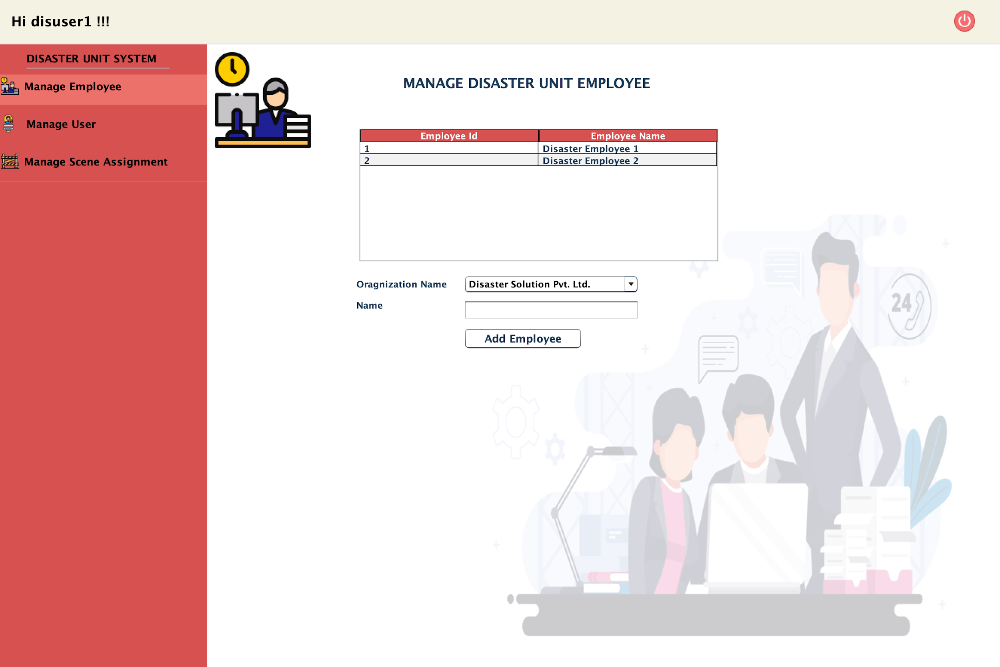 Hi disuser1 !!!
DISASTER UNIT SYSTEM
Manage Employee
Manage User
Manage Scene Assignment
MANAGE DISASTER UNIT EMPLOYEE
Employee Id Employee Name
1 Disaster Employee 1
2 Disaster Employee 2
Oragnization Name Disaster Solution Pvt. Ltd.
Name
Add Employee
24